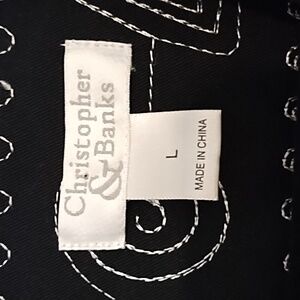 Christopher
& Banks
L
MADE IN CHINA